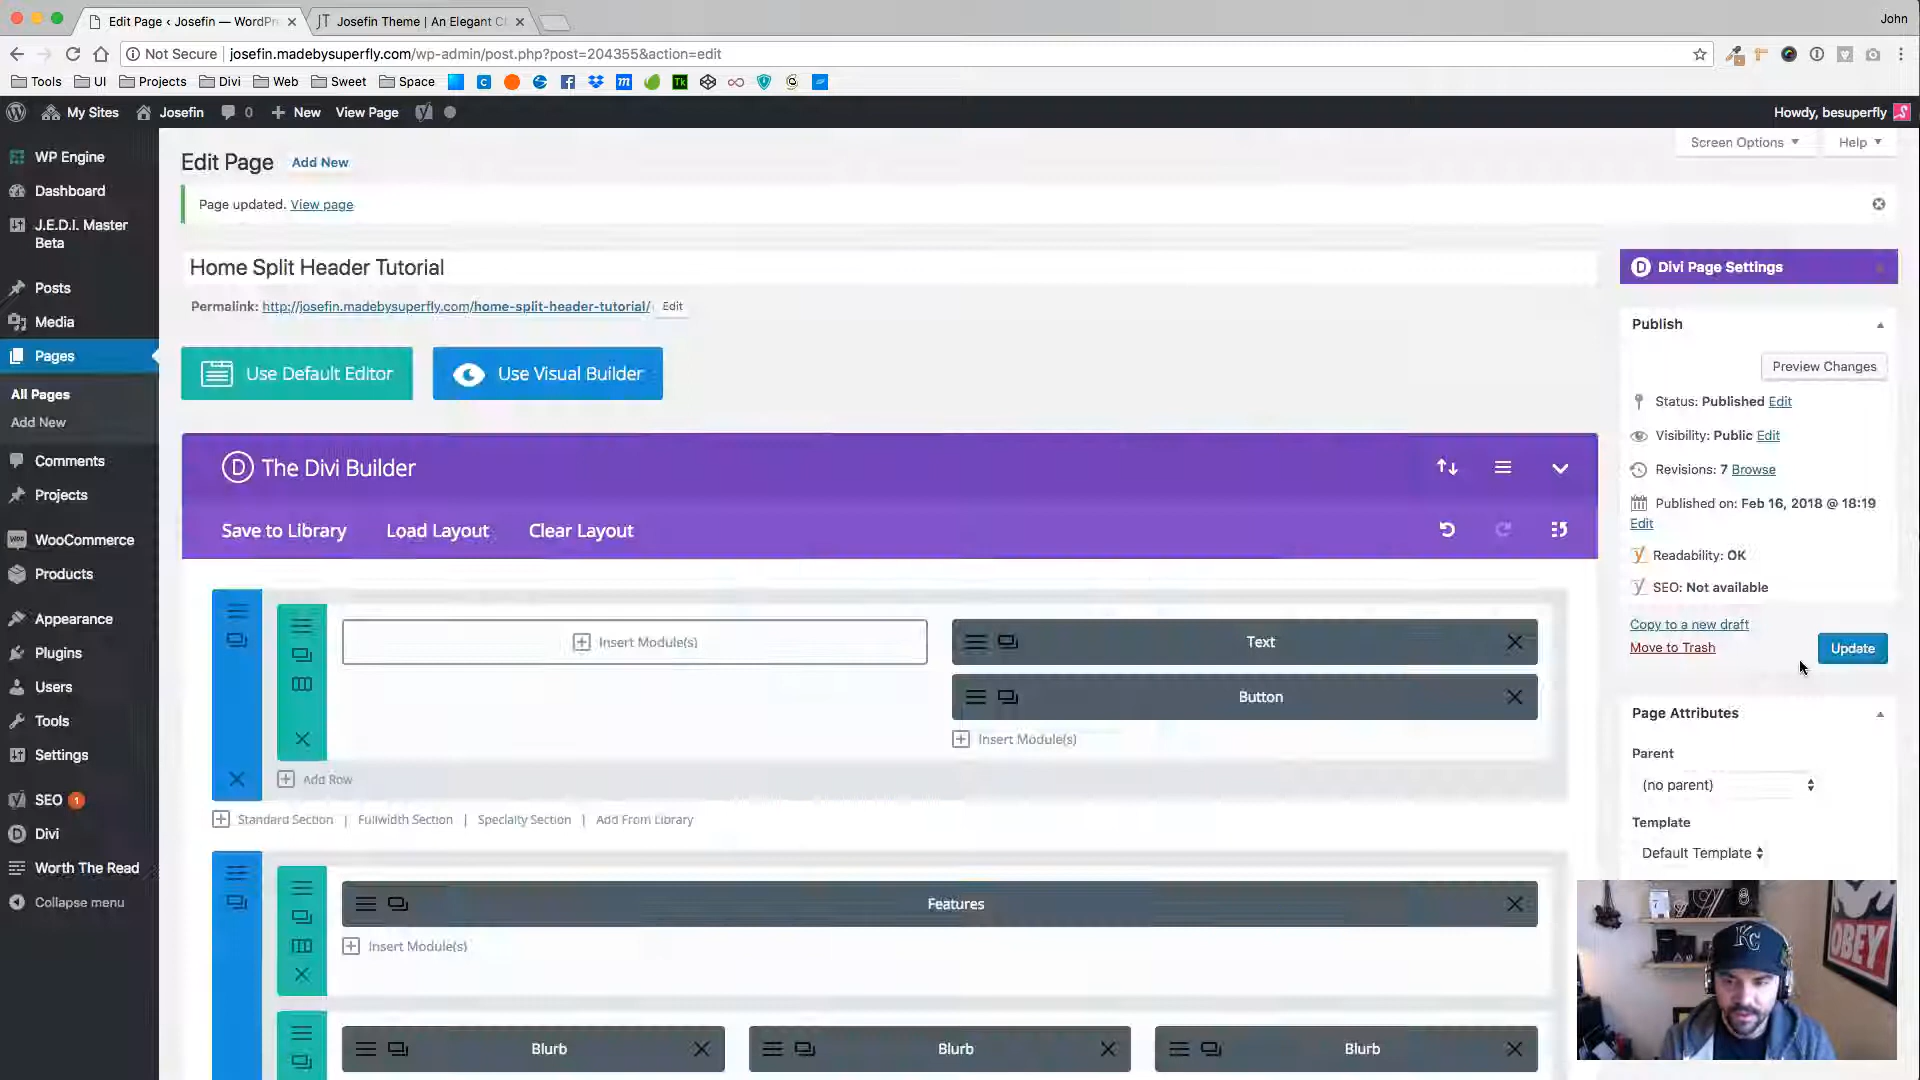 Edit Page ‹ Josefin — WordPr
JT Josefin Theme | An Elegant C
John
Not Secure josefin.madebysuperfly.com/wp-admin/post.php?post=204355&action=edit
Tools UI Projects Divi Web Sweet Space
My Sites Josefin 0 New View Page
Howdy, besuperfly
WP Engine
Dashboard
J.E.D.I. Master
Beta
Posts
Media
Pages
All Pages
Add New
Comments
Projects
WooCommerce
Products
Appearance
Plugins
Users
Tools
Settings
SEO 1
Divi
Worth The Read
Collapse menu
Edit Page Add New
Screen Options Help
Page updated. View page
Home Split Header Tutorial
Permalink: http://josefin.madebysuperfly.com/home-split-header-tutorial/ Edit
Use Default Editor
Use Visual Builder
The Divi Builder
Save to Library Load Layout Clear Layout
Insert Module(s)
Text
Button
Insert Module(s)
Add Row
Standard Section | Fullwidth Section | Specialty Section | Add From Library
Features
Insert Module(s)
Blurb
Blurb
Blurb
Divi Page Settings
Publish
Preview Changes
Status: Published Edit
Visibility: Public Edit
Revisions: 7 Browse
Published on: Feb 16, 2018 @ 18:19
Edit
Readability: OK
SEO: Not available
Copy to a new draft
Move to Trash
Update
Page Attributes
Parent
(no parent)
Template
Default Template
KC
OBEY